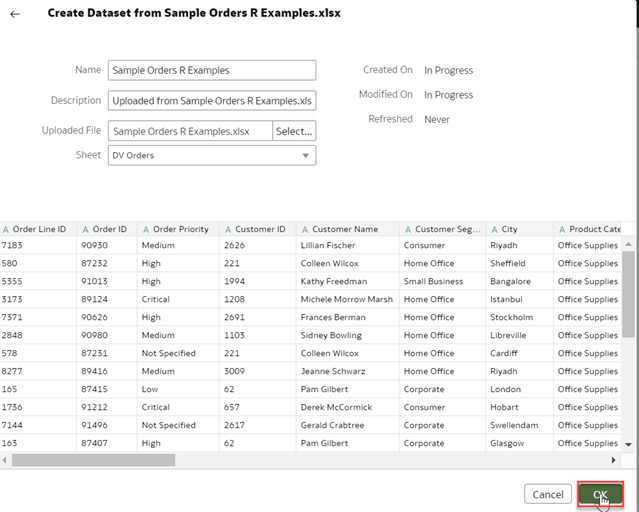 ← Create Dataset from Sample Orders R Examples.xlsx
Name Sample Orders R Examples Created On In Progress
Description Uploaded from Sample Orders R Examples.xls Modified On In Progress
Uploaded File Sample Orders R Examples.xlsx Select... Refreshed Never
Sheet DV Orders
A Order Line ID A Order ID A Order Priority A Customer ID A Customer Name A Customer Seg... A City A Product Cate
7183 90930 Medium 2626 Lillian Fischer Consumer Riyadh Office Supplies
580 87232 High 221 Colleen Wilcox Home Office Sheffield Office Supplies
5355 91013 High 1994 Kathy Freedman Small Business Bangalore Office Supplies
3173 89124 Critical 1208 Michele Morrow Marsh Home Office Istanbul Office Supplies
7371 90626 High 2691 Frances Berman Home Office Stockholm Office Supplies
2848 90980 Medium 1103 Sidney Bowling Home Office Libreville Office Supplies
578 87231 Not Specified 221 Colleen Wilcox Home Office Cardiff Office Supplies
8277 89416 Medium 3009 Jeanne Schwarz Home Office Riyadh Office Supplies
165 87415 Low 62 Pam Gilbert Corporate London Office Supplies
1736 91212 Critical 657 Derek McCormick Consumer Hobart Office Supplies
7144 91496 Not Specified 2617 Gerald Crabtree Corporate Swellendam Office Supplies
163 87407 High 62 Pam Gilbert Corporate Glasgow Office Supplies
Cancel OK